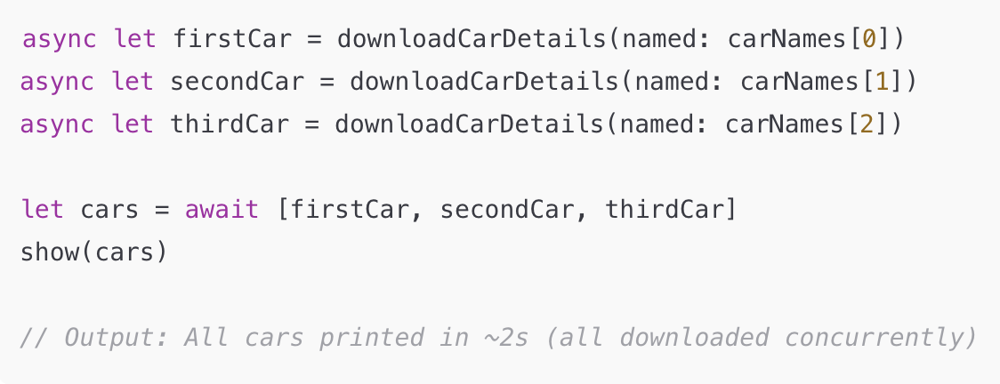 async let firstCar = downloadCarDetails(named: carNames[0])
async let secondCar = downloadCarDetails(named: carNames[1])
async let thirdCar = downloadCarDetails(named: carNames[2])
let cars = await [firstCar, secondCar, thirdCar]
show(cars)
// Output: All cars printed in ~2s (all downloaded concurrently)